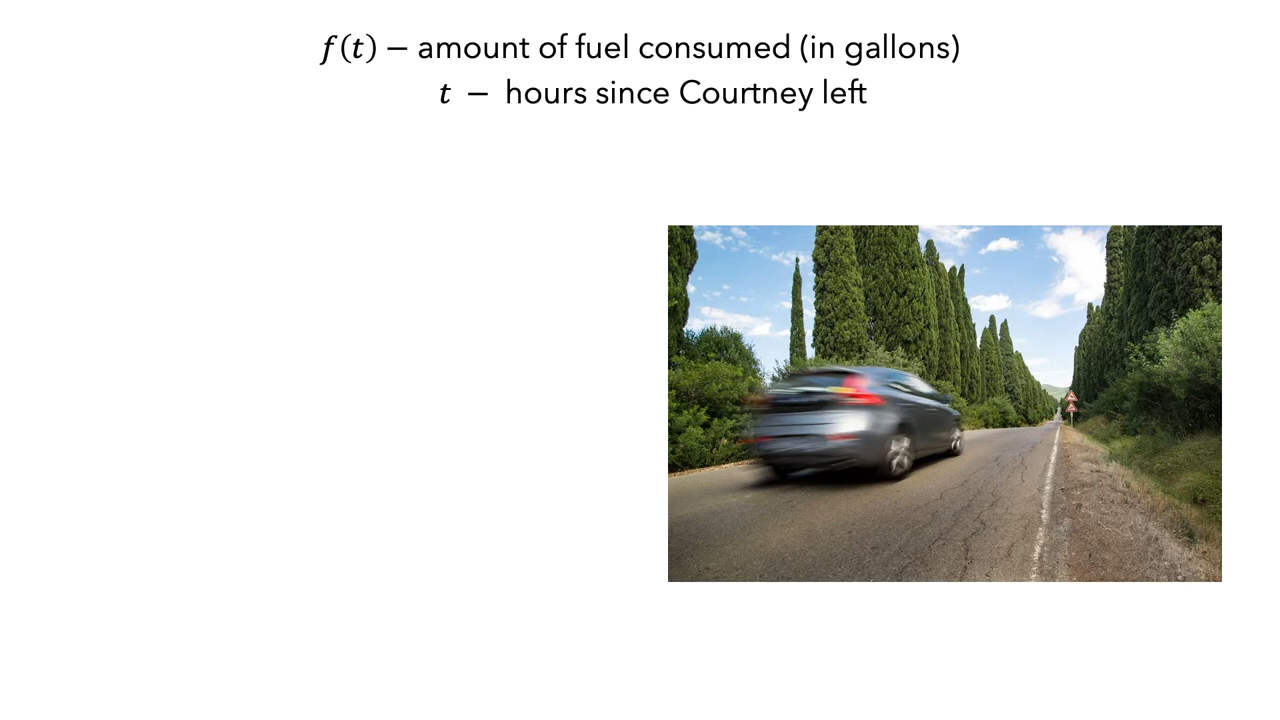 f(t) – amount of fuel consumed (in gallons)
t – hours since Courtney left